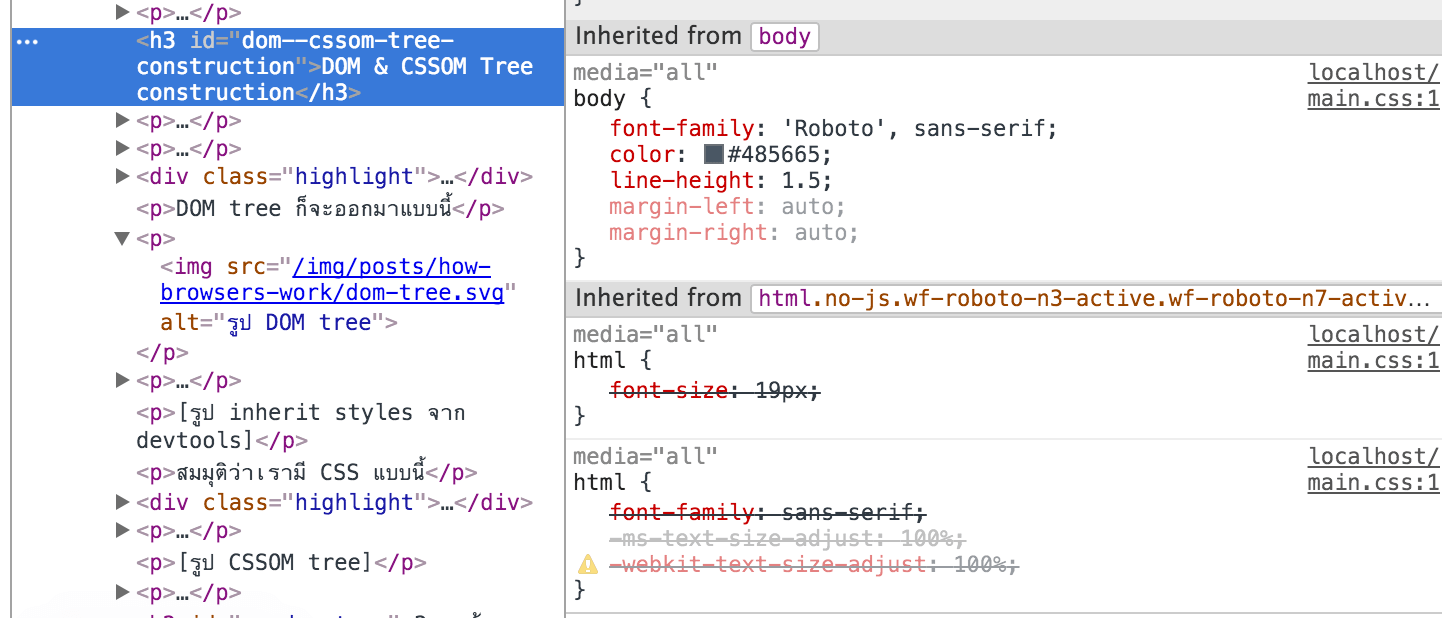 ▶<p>…</p>
<h3 id="dom--cssom-tree-
construction">DOM & CSSOM Tree
construction</h3>
▶<p>…</p>
▶<p>…</p>
▶<div class="highlight">…</div>
<p>DOM tree ก็จะออกมาแบบนี้</p>
▼<p>
<img src="/img/posts/how-
browsers-work/dom-tree.svg"
alt="รูป DOM tree">
</p>
▶<p>…</p>
<p>[รูป inherit styles จาก
devtools]</p>
<p>สมมุติว่าเรามี CSS แบบนี้</p>
▶<div class="highlight">…</div>
▶<p>…</p>
<p>[รูป CSSOM tree]</p>
▶<p>…</p>
}
Inherited from body
media="all" localhost/
body { main.css:1
font-family: 'Roboto', sans-serif;
color: #485665;
line-height: 1.5;
margin-left: auto;
margin-right: auto;
}
Inherited from html.no-js.wf-roboto-n3-active.wf-roboto-n7-activ…
media="all" localhost/
html { main.css:1
font-size: 19px;
}
media="all" localhost/
html { main.css:1
font-family: sans-serif;
-ms-text-size-adjust: 100%;
-webkit-text-size-adjust: 100%;
}